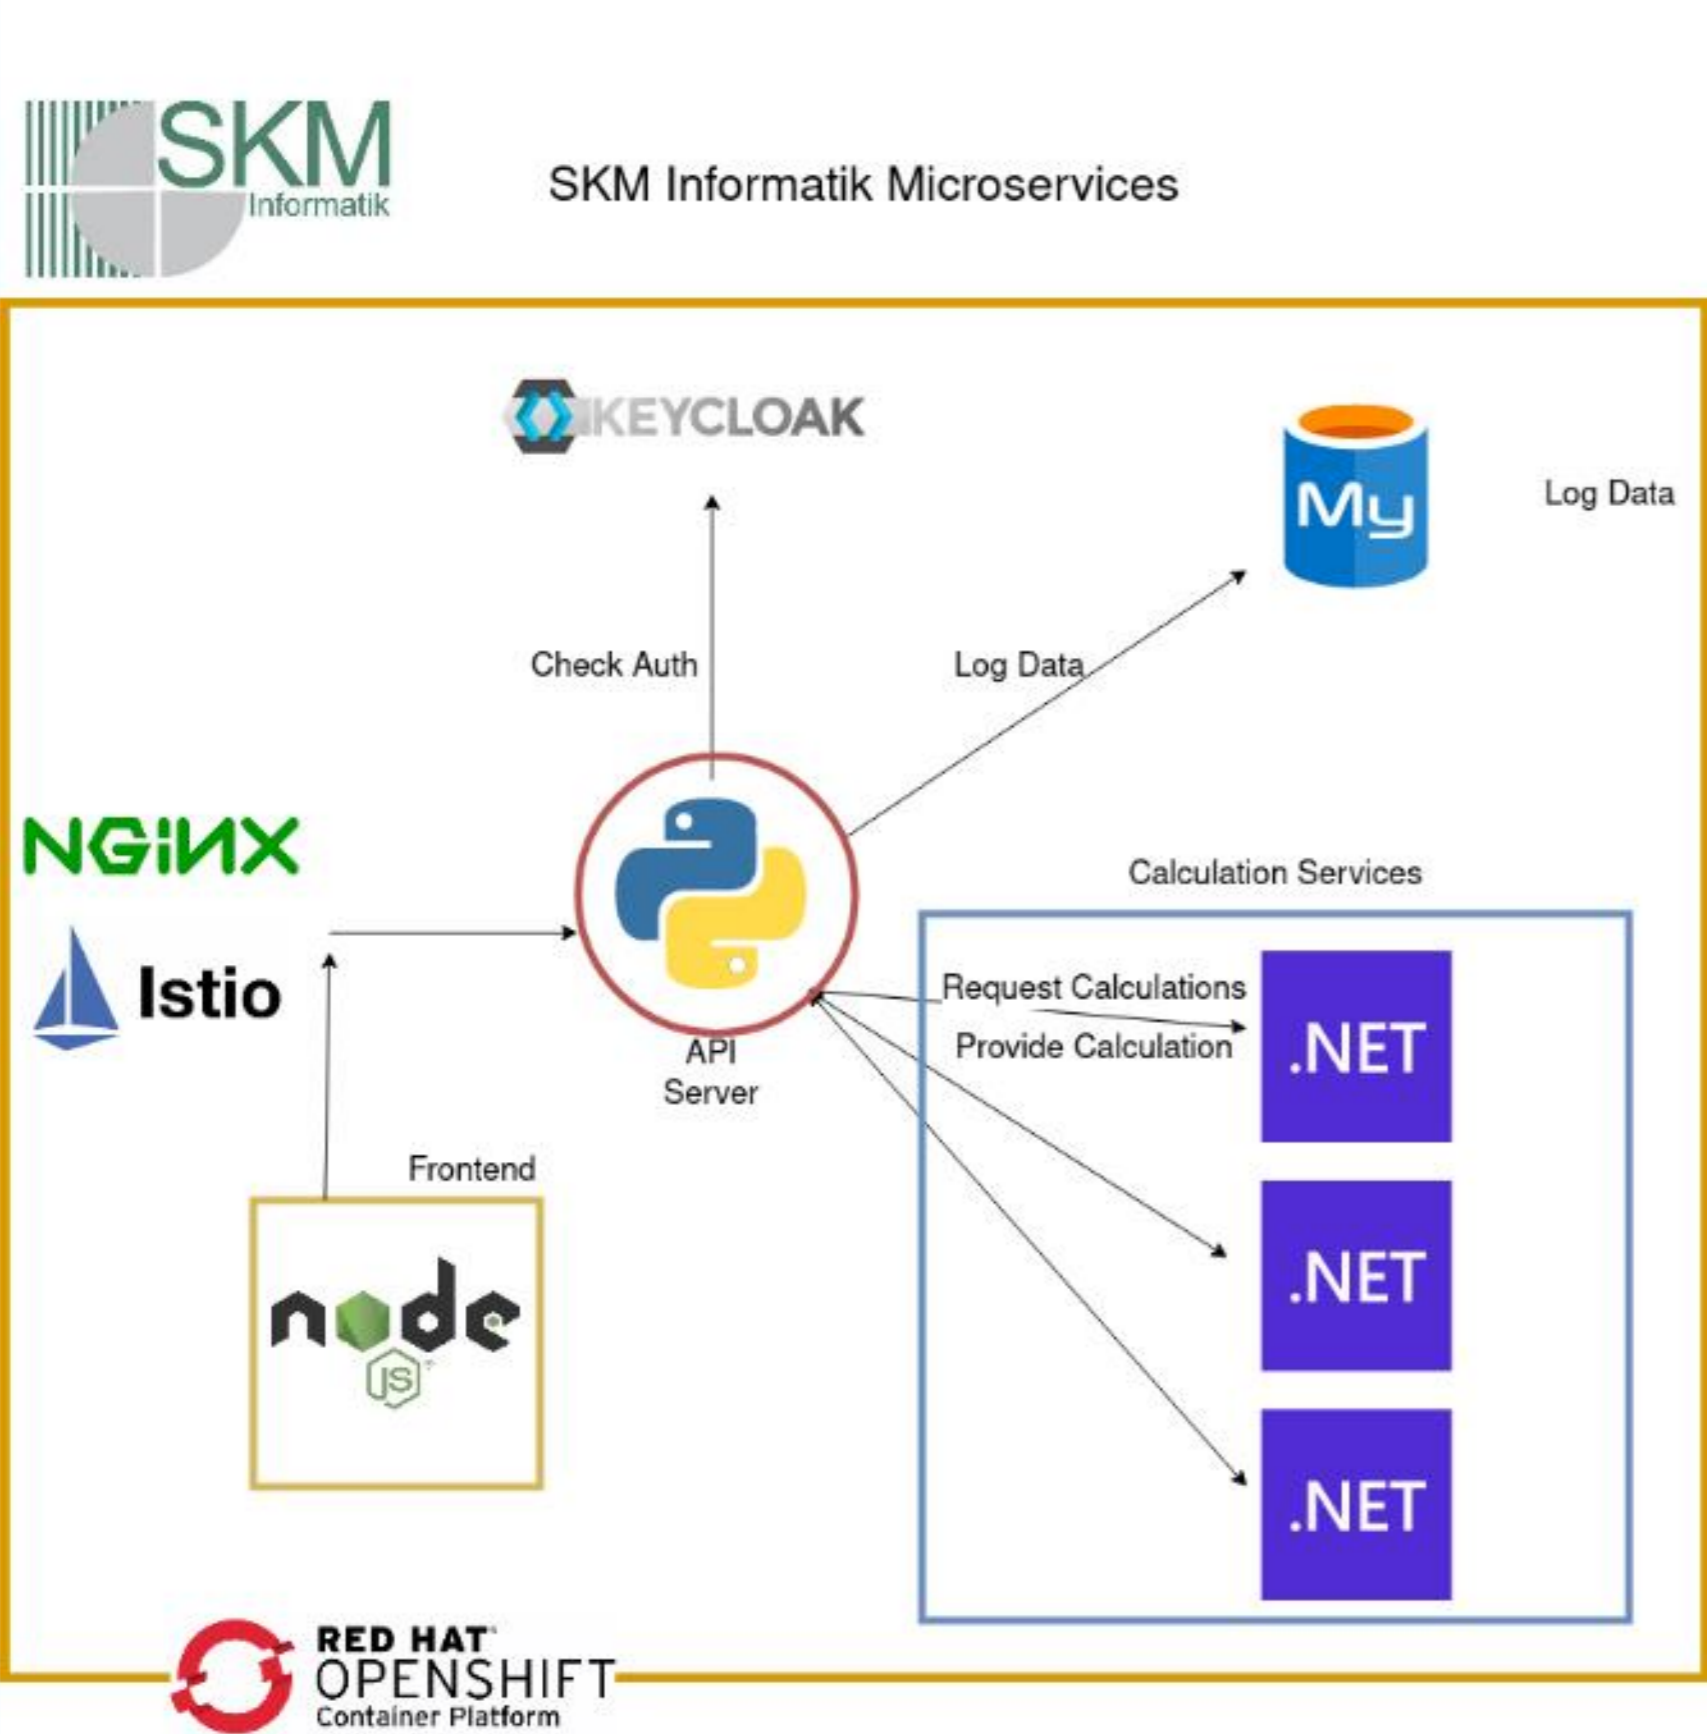 SKM
Informatik
SKM Informatik Microservices
KEYCLOAK
My
Log Data
Check Auth
Log Data
NGiNX
Istio
API
Server
Calculation Services
Request Calculations
Provide Calculation
.NET
.NET
.NET
Frontend
node
JS
RED HAT
OPENSHIFT
Container Platform